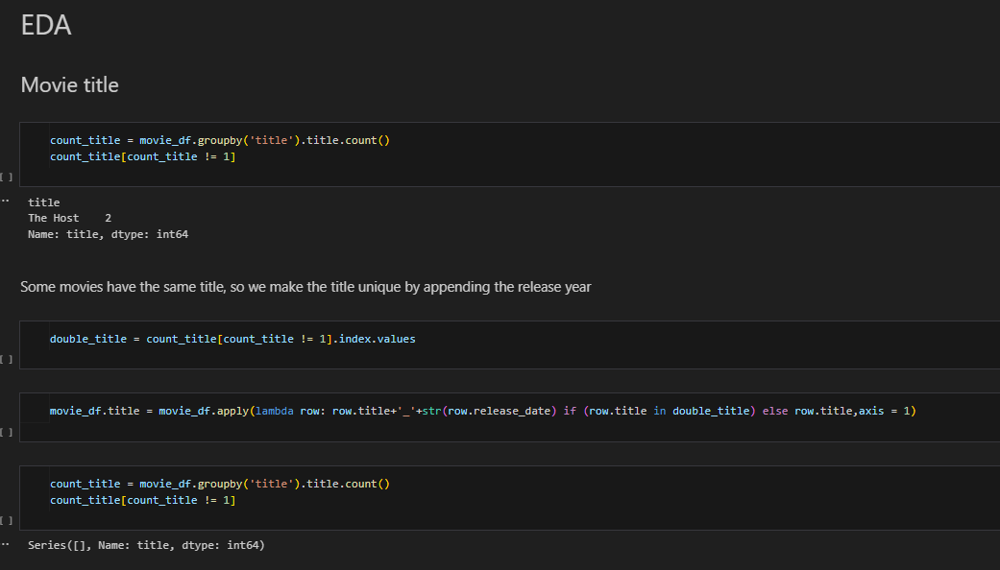 EDA
Movie title
count_title = movie_df.groupby('title').title.count()
count_title[count_title != 1]
[ ]
..
title
The Host    2
Name: title, dtype: int64
Some movies have the same title, so we make the title unique by appending the release year
double_title = count_title[count_title != 1].index.values
[ ]
movie_df.title = movie_df.apply(lambda row: row.title+'_'+str(row.release_date) if (row.title in double_title) else row.title,axis = 1)
[ ]
count_title = movie_df.groupby('title').title.count()
count_title[count_title != 1]
[ ]
..
Series([], Name: title, dtype: int64)